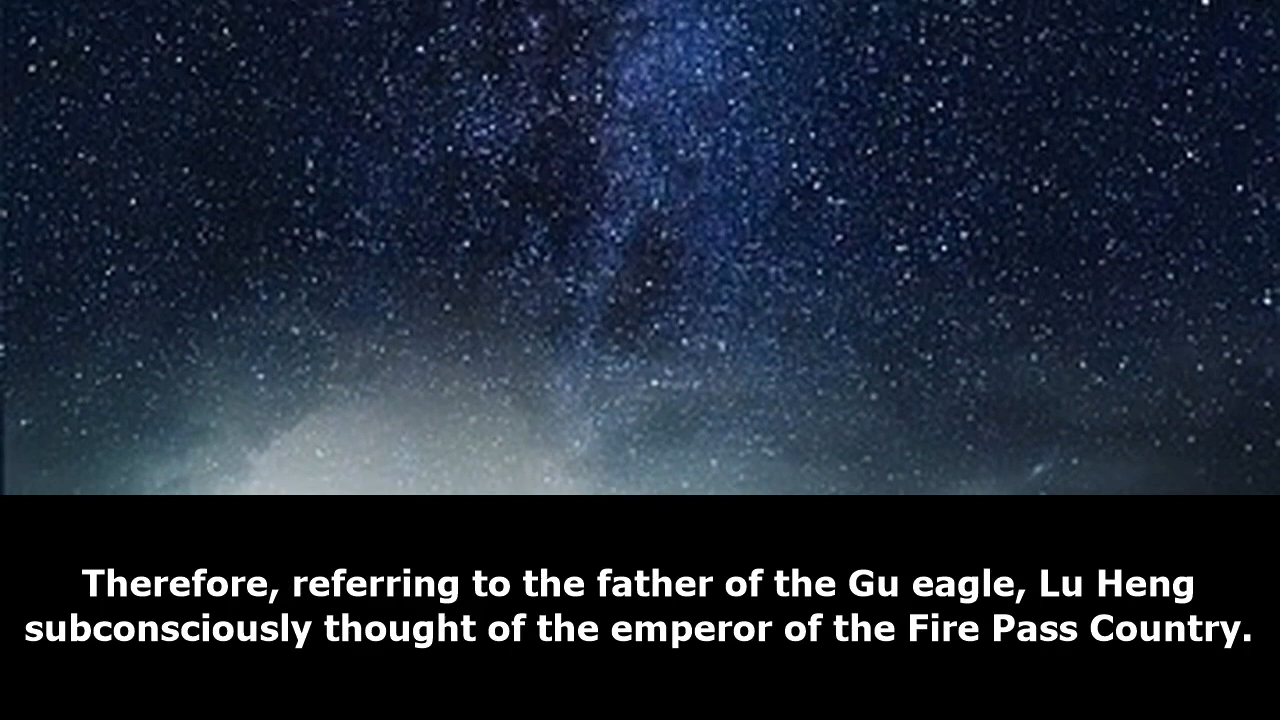 Therefore, referring to the father of the Gu eagle, Lu Heng
subconsciously thought of the emperor of the Fire Pass Country.